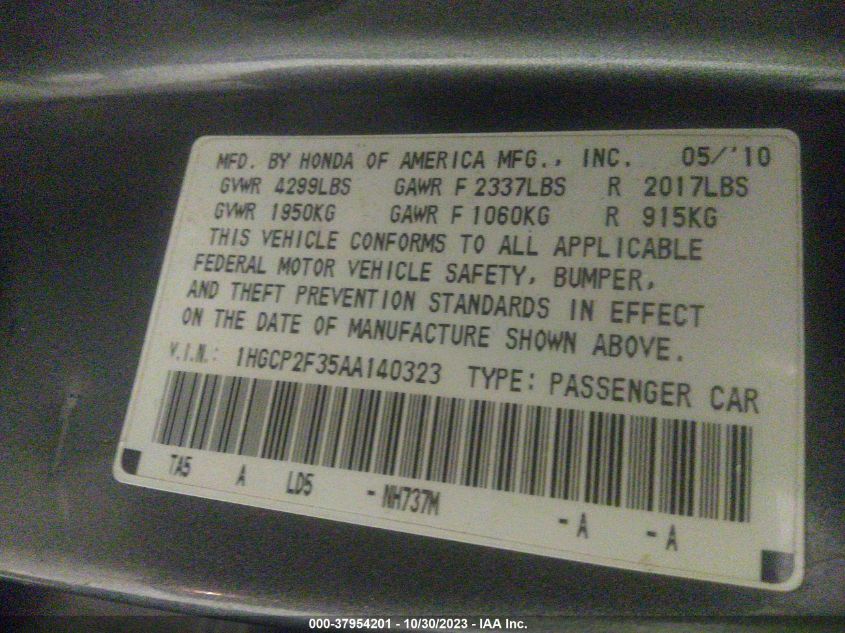 MFD. BY HONDA OF AMERICA MFG., INC. 05/'10
GVWR 4299LBS GAWR F 2337LBS R 2017LBS
GVWR 1950KG GAWR F 1060KG R 915KG
THIS VEHICLE CONFORMS TO ALL APPLICABLE
FEDERAL MOTOR VEHICLE SAFETY, BUMPER,
AND THEFT PREVENTION STANDARDS IN EFFECT
ON THE DATE OF MANUFACTURE SHOWN ABOVE.
V.I.N.: 1HGCP2F35AA140323 TYPE: PASSENGER CAR
TA5 A LD5 - NH737M - A - A
000-37954201 - 10/30/2023 - IAA Inc.